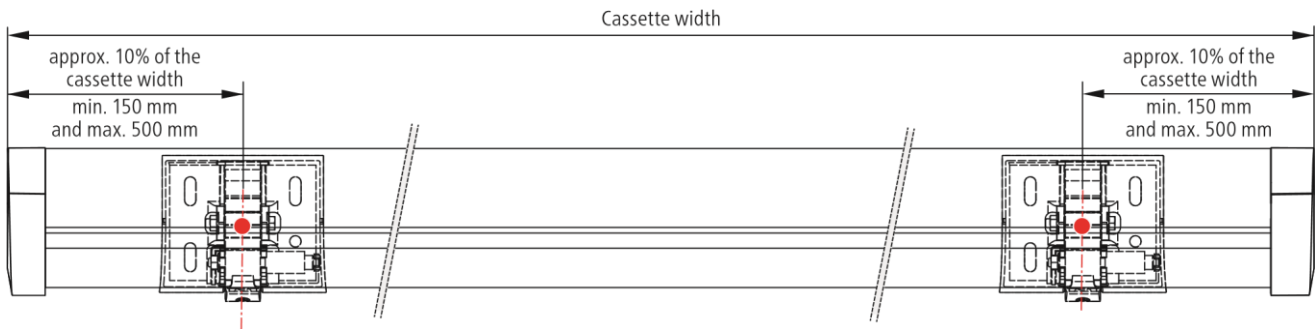 Cassette width
approx. 10% of the
cassette width
min. 150 mm
and max. 500 mm
approx. 10% of the
cassette width
min. 150 mm
and max. 500 mm